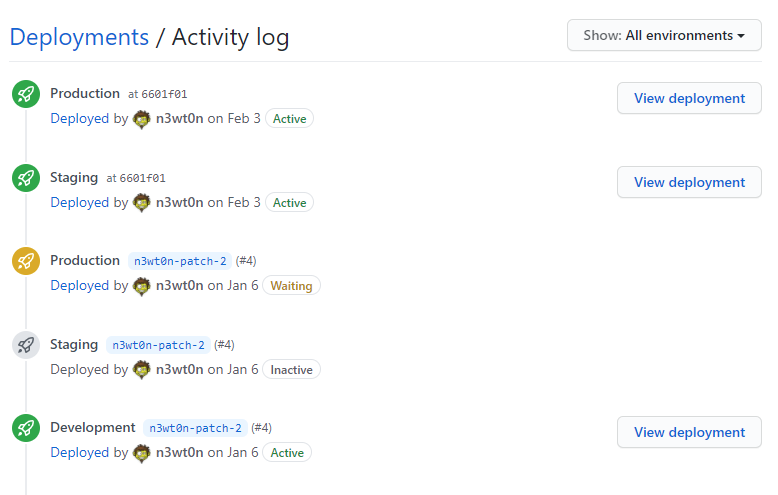 Deployments / Activity log
Show: All environments
Production at 6601f01
View deployment
Deployed by n3wt0n on Feb 3 Active
Staging at 6601f01
View deployment
Deployed by n3wt0n on Feb 3 Active
Production n3wt0n-patch-2 (#4)
Deployed by n3wt0n on Jan 6 Waiting
Staging n3wt0n-patch-2 (#4)
Deployed by n3wt0n on Jan 6 Inactive
Development n3wt0n-patch-2 (#4)
View deployment
Deployed by n3wt0n on Jan 6 Active